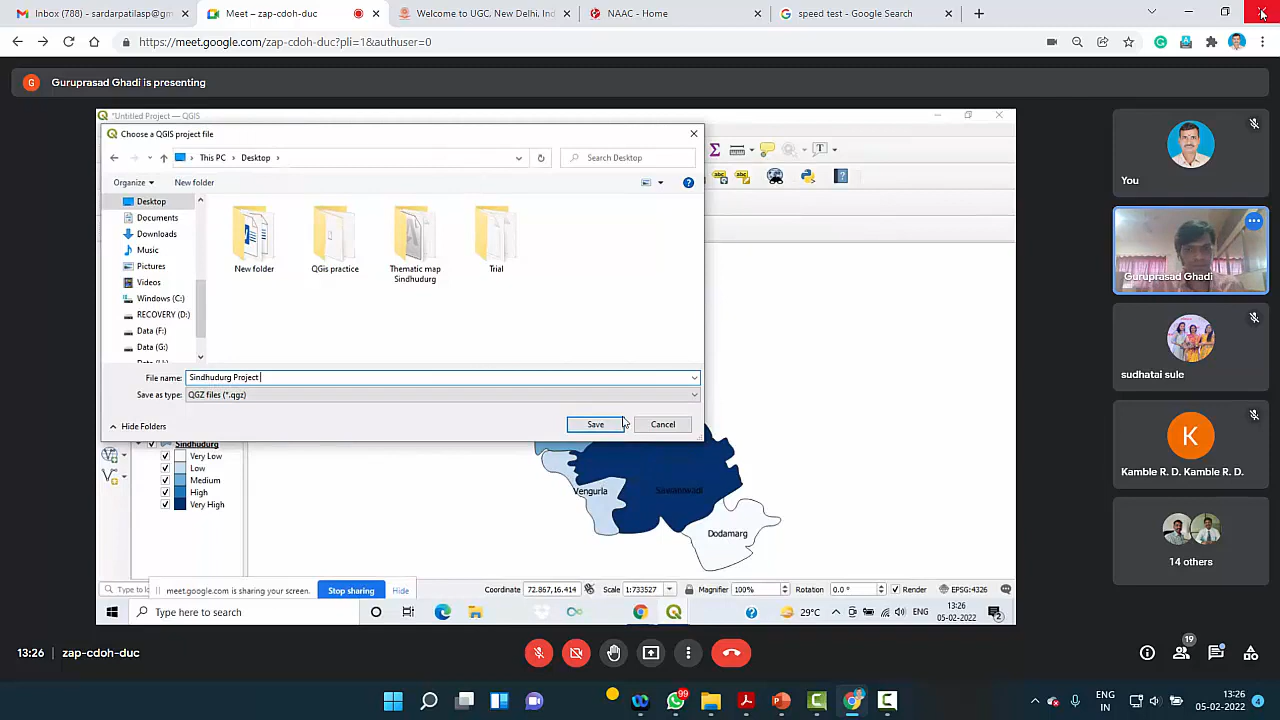 Inbox (788) - sardarpatilasp@gm
Meet – zap-cdoh-duc
Welcome to UGC, New Delhi, In
NAAC - Home
speed test - Google Search
https://meet.google.com/zap-cdoh-duc?pli=1&authuser=0
G
Guruprasad Ghadi is presenting
*Untitled Project — QGIS
Choose a QGIS project file
This PC
Desktop
Search Desktop
Organize
New folder
Desktop
Documents
Downloads
Music
Pictures
Videos
Windows (C:)
RECOVERY (D:)
Data (F:)
Data (G:)
New folder
QGis practice
Thematic map
Sindhudurg
Trial
File name:
Sindhudurg Project
Save as type:
QGZ files (*.qgz)
Hide Folders
Save
Cancel
Sindhudurg
Very Low
Low
Medium
High
Very High
Vengurla
Sawantwadi
Dodamarg
Type to lo
meet.google.com is sharing your screen.
Stop sharing
Hide
Coordinate
72.867,16.414
Scale
1:733527
Magnifier
100%
Rotation
0.0 °
Render
EPSG:4326
Type here to search
29°C
ENG
13:26
05-02-2022
2
You
Guruprasad Ghadi
sudhatai sule
K
Kamble R. D. Kamble R. D.
14 others
13:26
zap-cdoh-duc
19
99
ENG
IN
13:26
05-02-2022
4